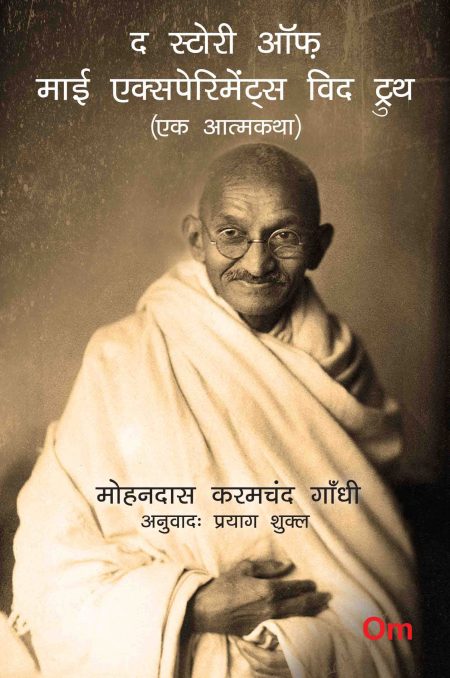 द स्टोरी ऑफ़
माई एक्सपेरिमेंट्स विद ट्रुथ
(एक आत्मकथा)
मोहनदास करमचंद गाँधी
अनुवादः प्रयाग शुक्ल
Om